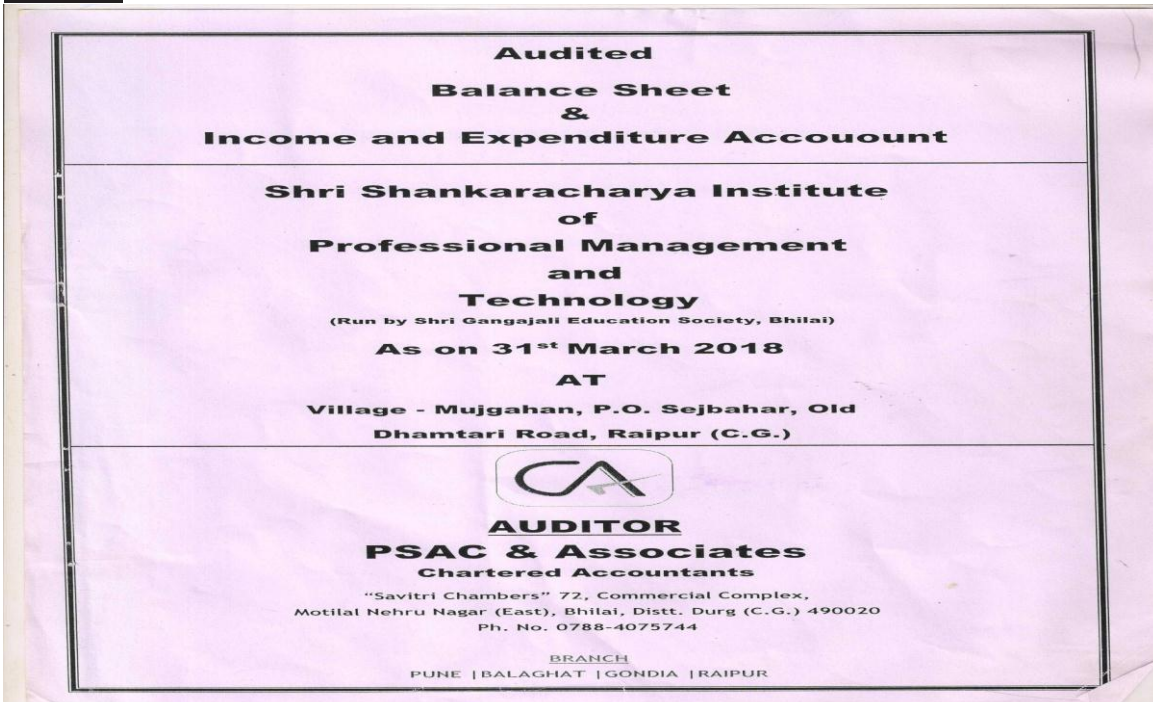 Audited
Balance Sheet
&
Income and Expenditure Accouount
Shri Shankaracharya Institute
of
Professional Management
and
Technology
(Run by Shri Gangajali Education Society, Bhilai)
As on 31st March 2018
AT
Village - Mujgahan, P.O. Sejbahar, Old
Dhamtari Road, Raipur (C.G.)
CA
AUDITOR
PSAC & Associates
Chartered Accountants
"Savitri Chambers" 72, Commercial Complex,
Motilal Nehru Nagar (East), Bhilai, Distt. Durg (C.G.) 490020
Ph. No. 0788-4075744
BRANCH
PUNE |BALAGHAT |GONDIA |RAIPUR